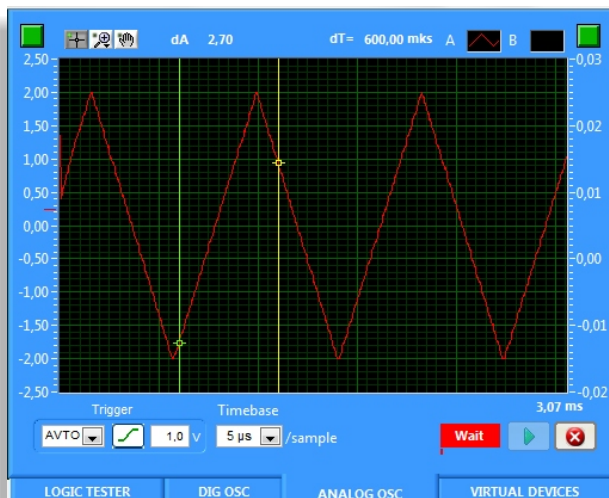 dA 2,70 dT= 600,00 mks A B
2,50 -0,03
2,00
1,50 -0,02
1,00
0,50 -0,01
0,00
-0,50 -0,00
-1,00
-1,50 --0,01
-2,00
-2,50 --0,02
3,07 ms
Trigger Timebase
AVTO 1,0 V 5 µs /sample Wait
LOGIC TESTER DIG OSC ANALOG OSC VIRTUAL DEVICES